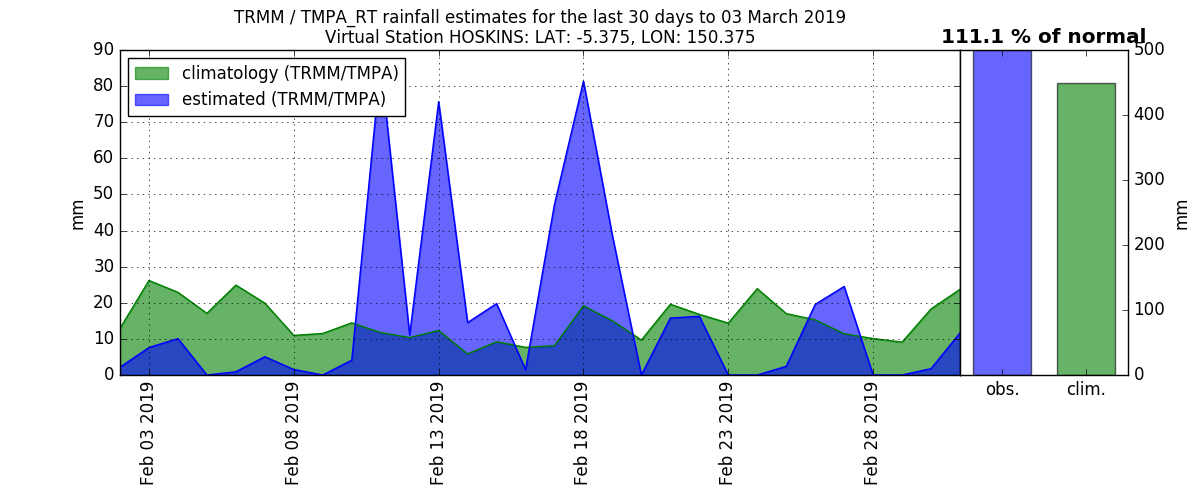 TRMM / TMPA_RT rainfall estimates for the last 30 days to 03 March 2019
Virtual Station HOSKINS: LAT: -5.375, LON: 150.375
111.1 % of normal
climatology (TRMM/TMPA)
estimated (TRMM/TMPA)
90
80
70
60
50
40
30
20
10
0
mm
Feb 03 2019
Feb 08 2019
Feb 13 2019
Feb 18 2019
Feb 23 2019
Feb 28 2019
500
400
300
200
100
0
mm
obs.
clim.